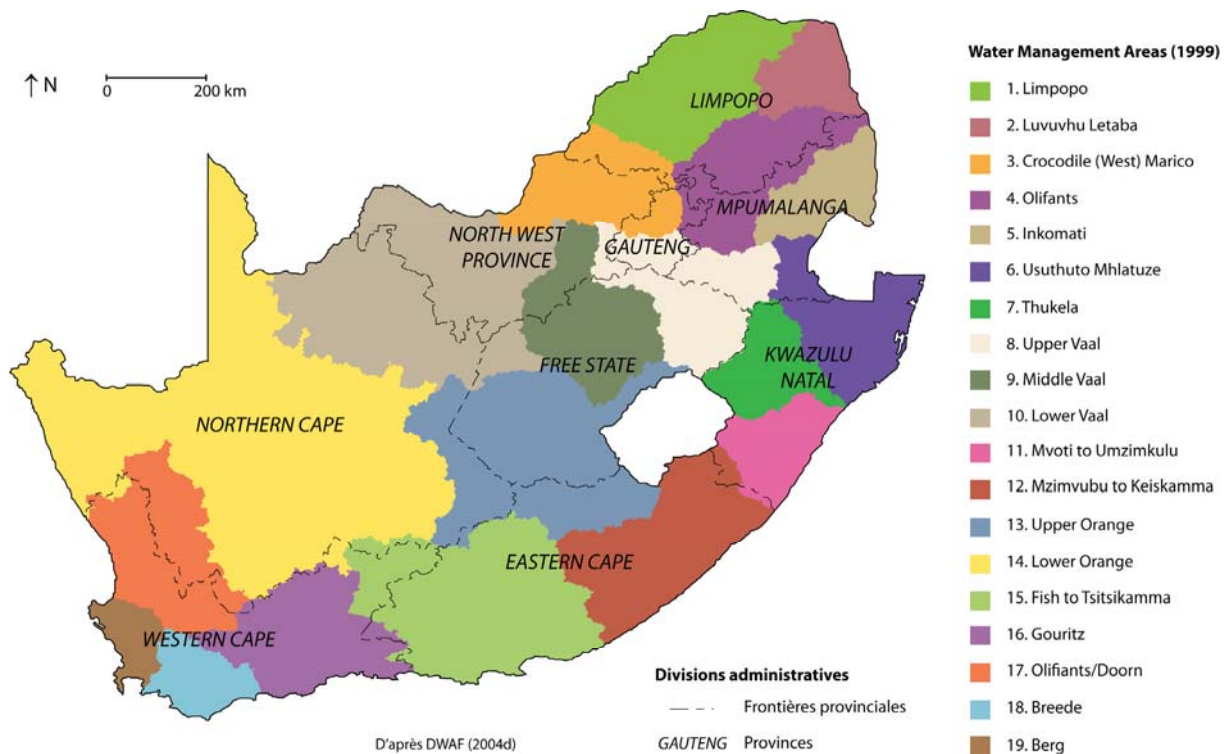 N
0 200 km
LIMPOPO
MPUMALANGA
NORTH WEST
PROVINCE
GAUTENG
FREE STATE
KWAZULU
NATAL
NORTHERN CAPE
EASTERN CAPE
WESTERN CAPE
Water Management Areas (1999)
1. Limpopo
2. Luvuvhu Letaba
3. Crocodile (West) Marico
4. Olifants
5. Inkomati
6. Usuthuto Mhlatuze
7. Thukela
8. Upper Vaal
9. Middle Vaal
10. Lower Vaal
11. Mvoti to Umzimkulu
12. Mzimvubu to Keiskamma
13. Upper Orange
14. Lower Orange
15. Fish to Tsitsikamma
16. Gouritz
17. Olifiants/Doorn
18. Breede
19. Berg
Divisions administratives
Frontières provinciales
GAUTENG Provinces
D'après DWAF (2004d)